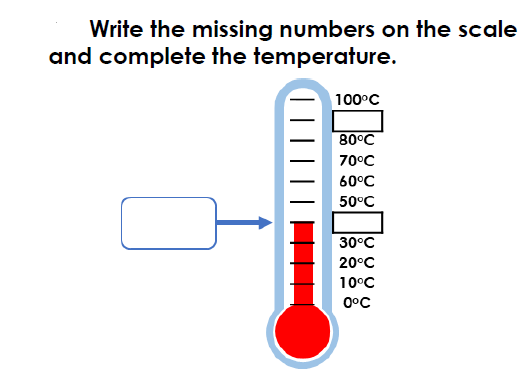 Write the missing numbers on the scale
and complete the temperature.
100°C
80°C
70°C
60°C
50°C
30°C
20°C
10°C
0°C